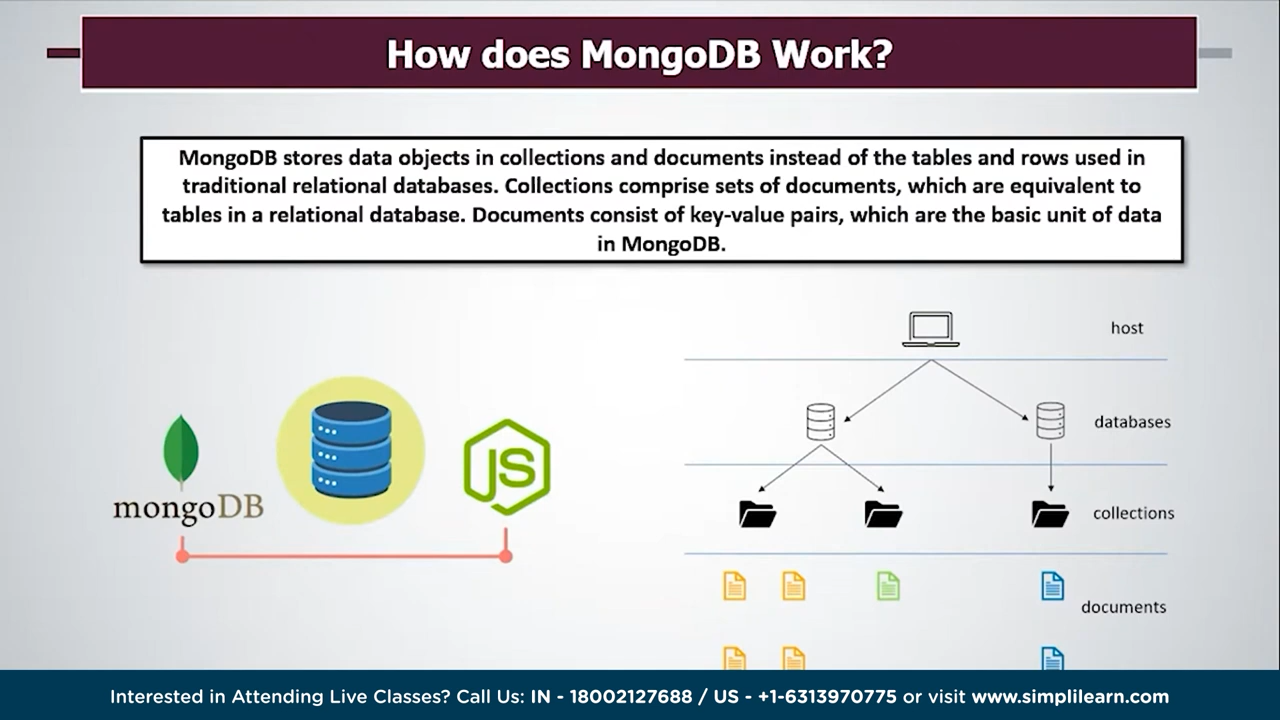 How does MongoDB Work?
MongoDB stores data objects in collections and documents instead of the tables and rows used in
traditional relational databases. Collections comprise sets of documents, which are equivalent to
tables in a relational database. Documents consist of key-value pairs, which are the basic unit of data
in MongoDB.
host
databases
collections
documents
mongoDB
JS
Interested in Attending Live Classes? Call Us: IN - 18002127688 / US - +1-6313970775 or visit www.simplilearn.com